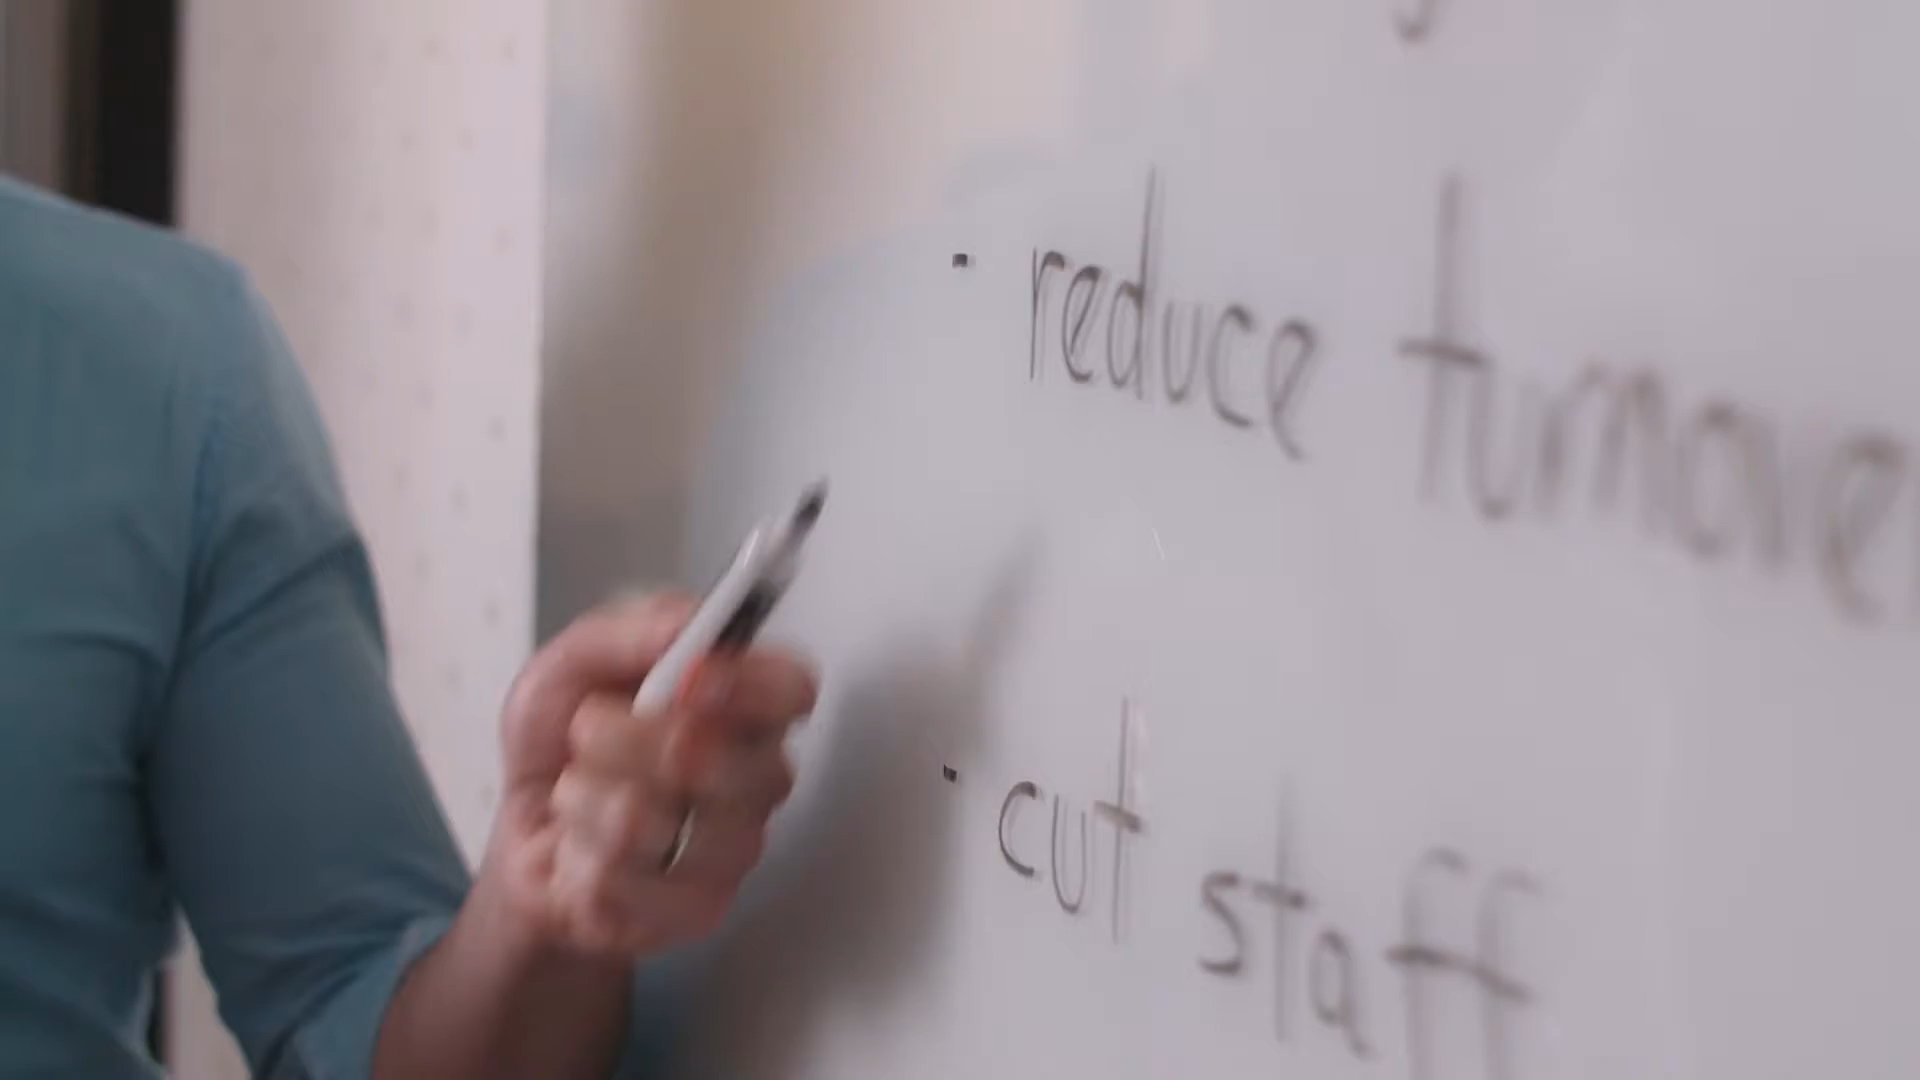 - reduce turnover
- cut staff